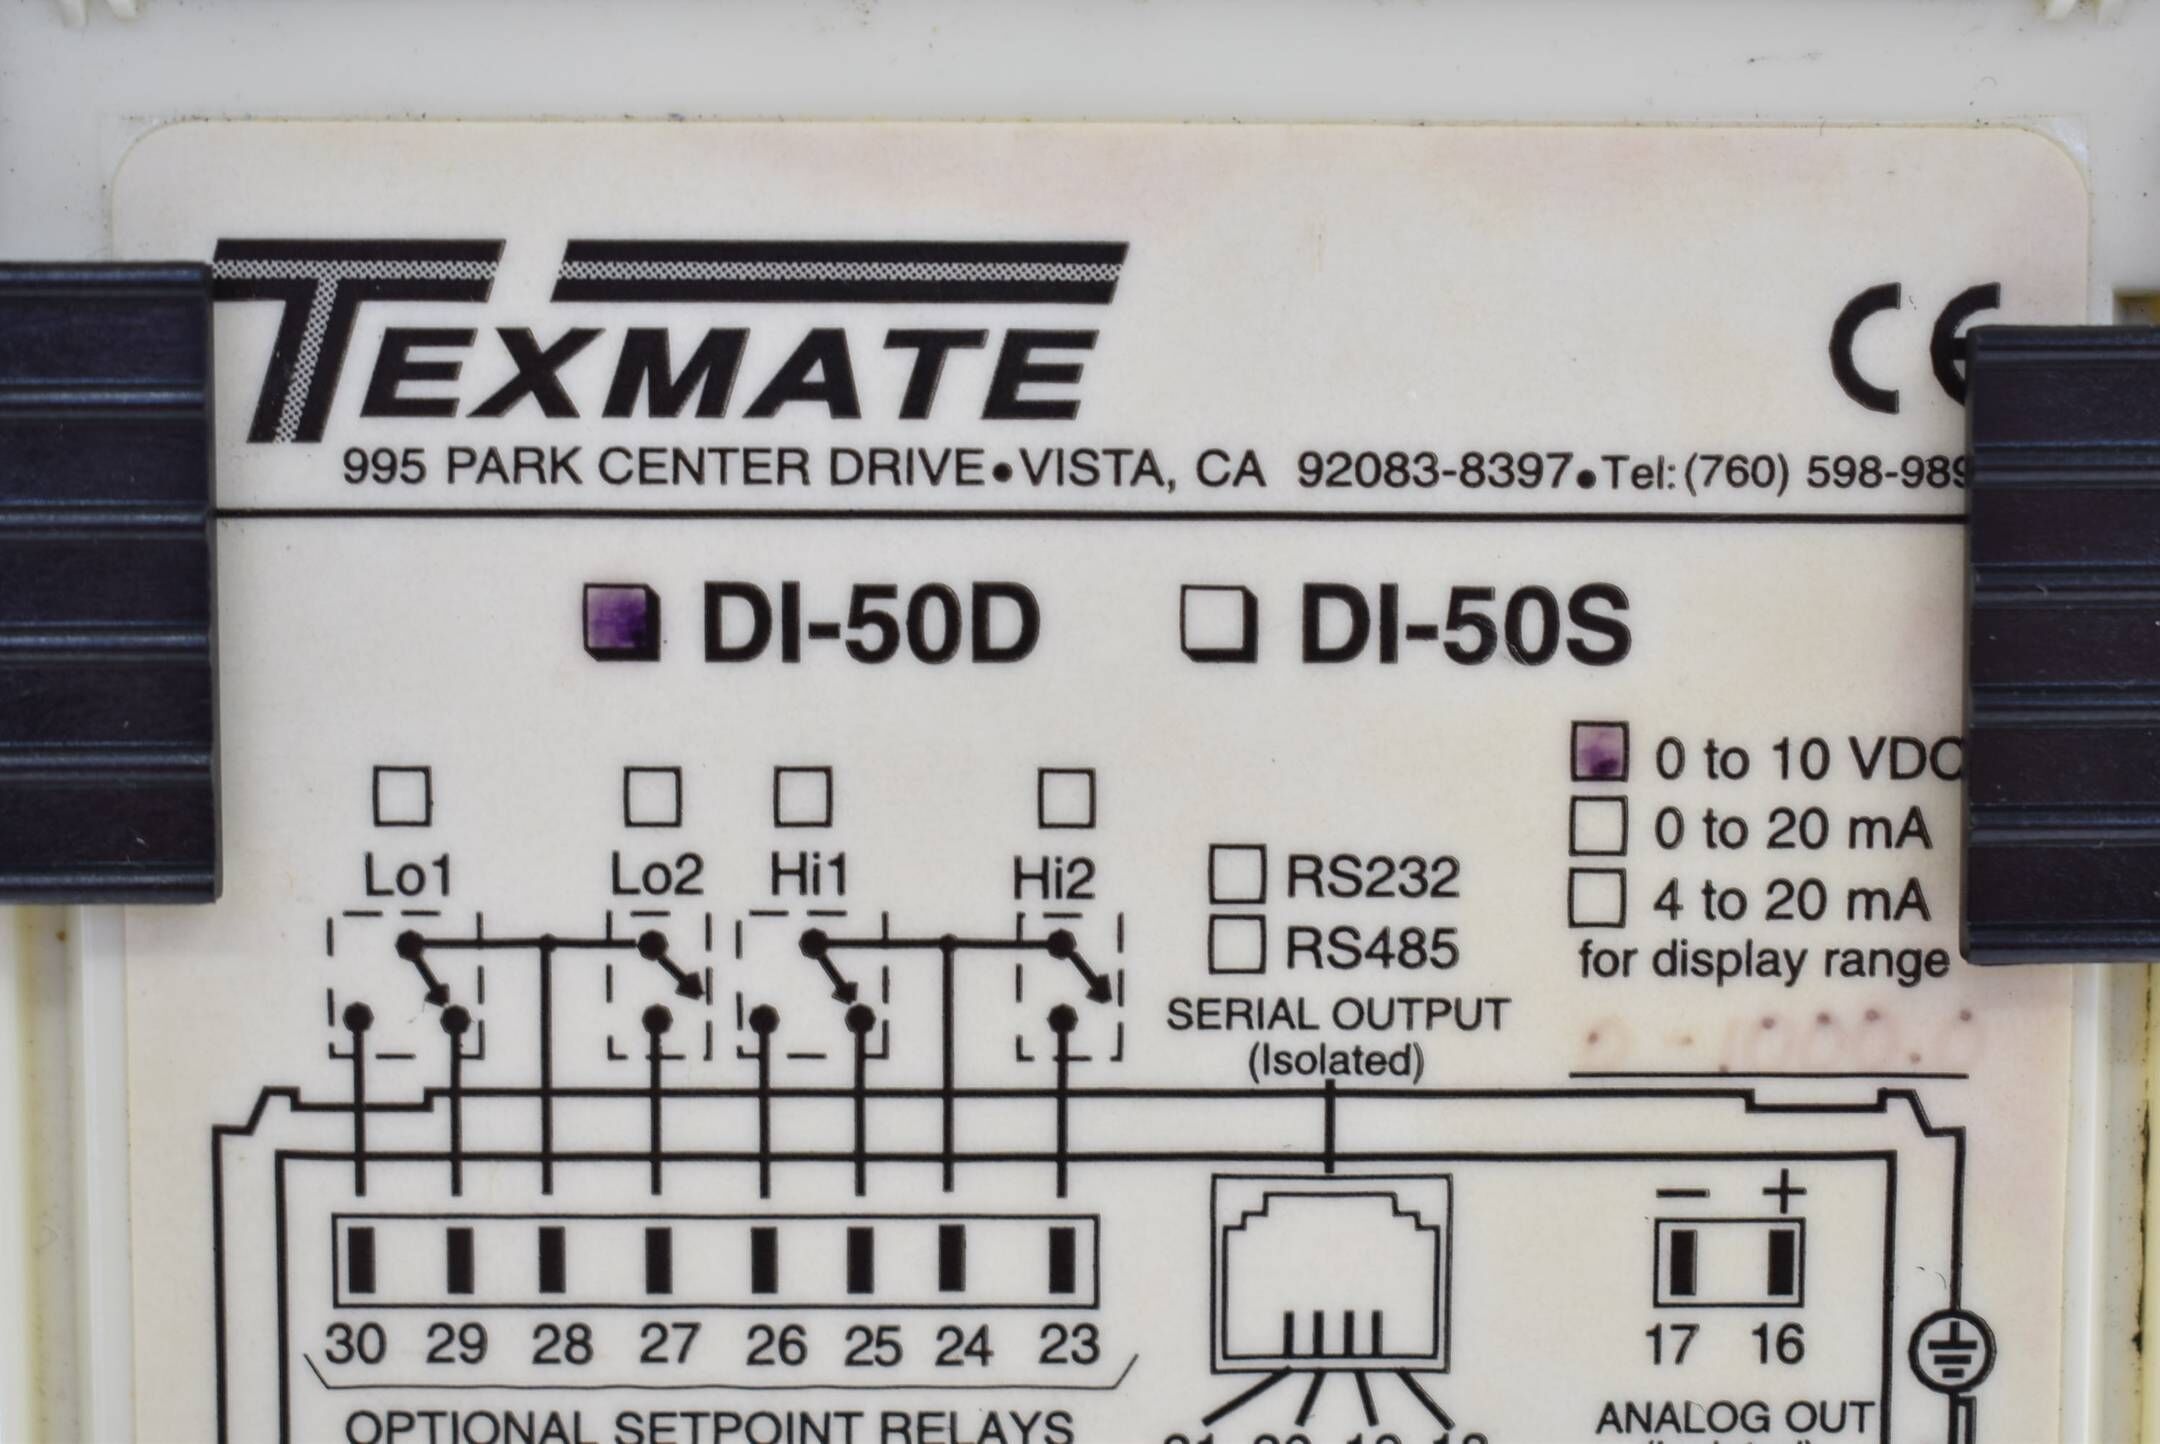 TEXMATE
CE
995 PARK CENTER DRIVE•VISTA, CA 92083-8397•Tel:(760) 598-989
DI-50D DI-50S
0 to 10 VDC
0 to 20 mA
4 to 20 mA
for display range
Lo1 Lo2 Hi1 Hi2
RS232
RS485
SERIAL OUTPUT
(Isolated)
- +
30 29 28 27 26 25 24 23
17 16
OPTIONAL SETPOINT RELAYS
ANALOG OUT